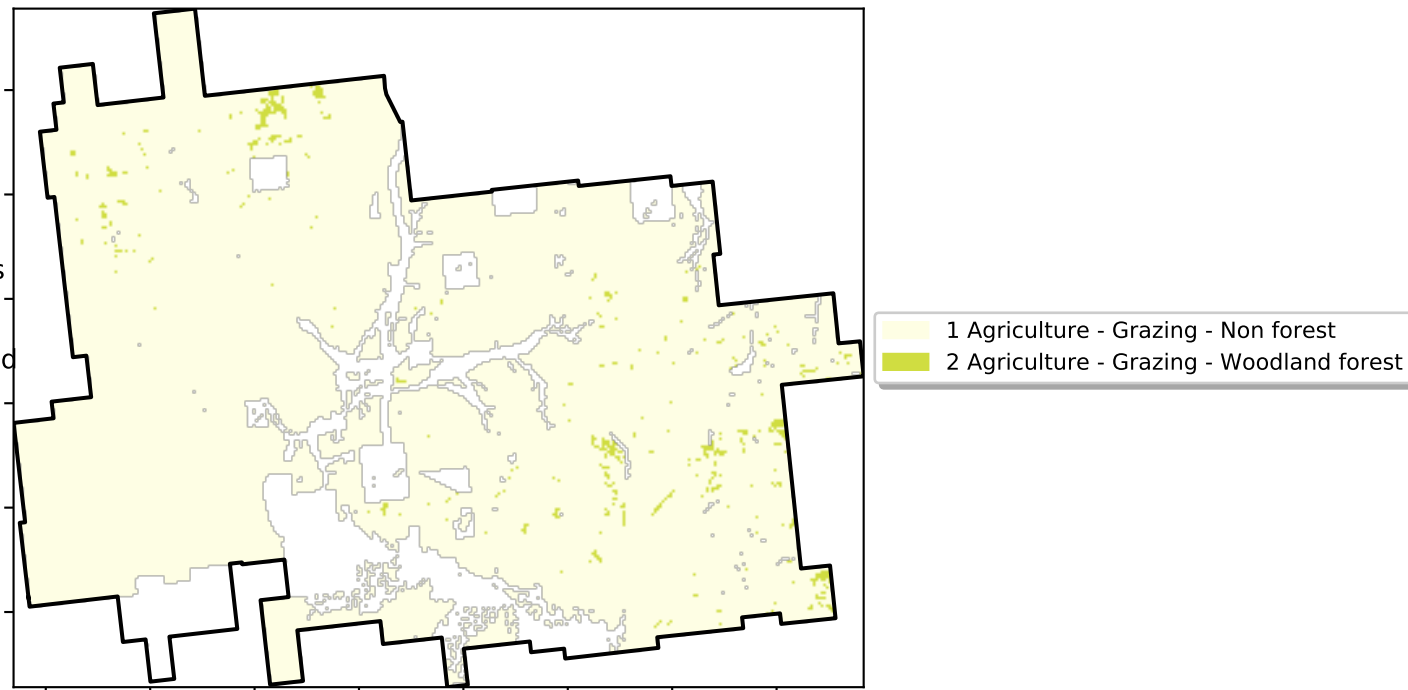 s
d
1 Agriculture - Grazing - Non forest
2 Agriculture - Grazing - Woodland forest